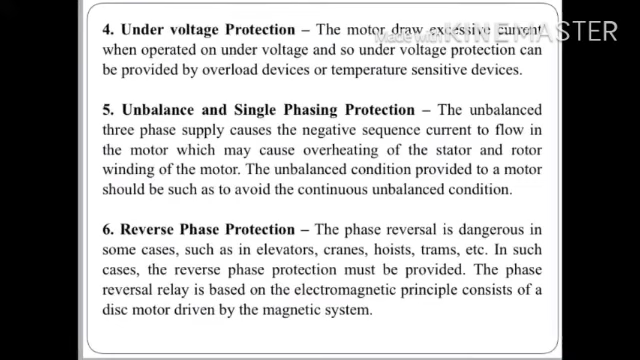 4. Under Voltage Protection – The motor draw excessive current
when operated on under voltage and so under voltage protection can
be provided by overload devices or temperature sensitive devices.
5. Unbalance and Single Phasing Protection – The unbalanced
three phase supply causes the negative sequence current to flow in
the motor which may cause overheating of the stator and rotor
winding of the motor. The unbalanced condition provided to a motor
should be such as to avoid the continuous unbalanced condition.
6. Reverse Phase Protection – The phase reversal is dangerous in
some cases, such as in elevators, cranes, hoists, trams, etc. In such
cases, the reverse phase protection must be provided. The phase
reversal relay is based on the electromagnetic principle consists of a
disc motor driven by the magnetic system.
Made with KINEMASTER